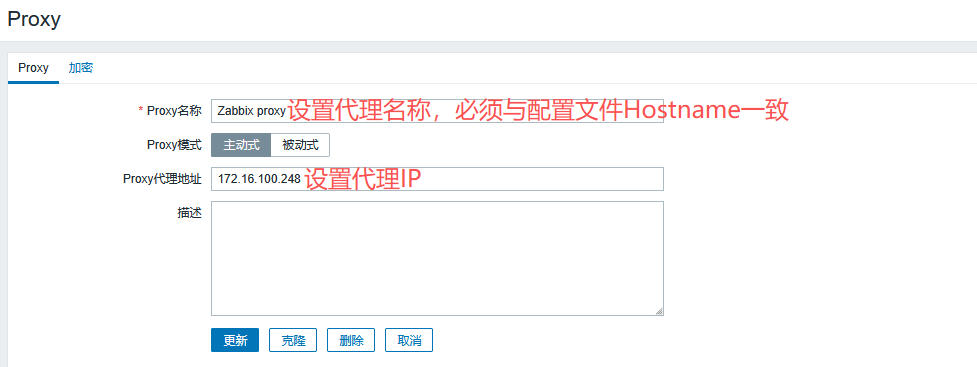 Proxy
Proxy 加密
* Proxy名称 Zabbix proxy 设置代理名称，必须与配置文件Hostname一致
Proxy模式 主动式 被动式
Proxy代理地址 172.16.100.248 设置代理IP
描述
更新 克隆 删除 取消